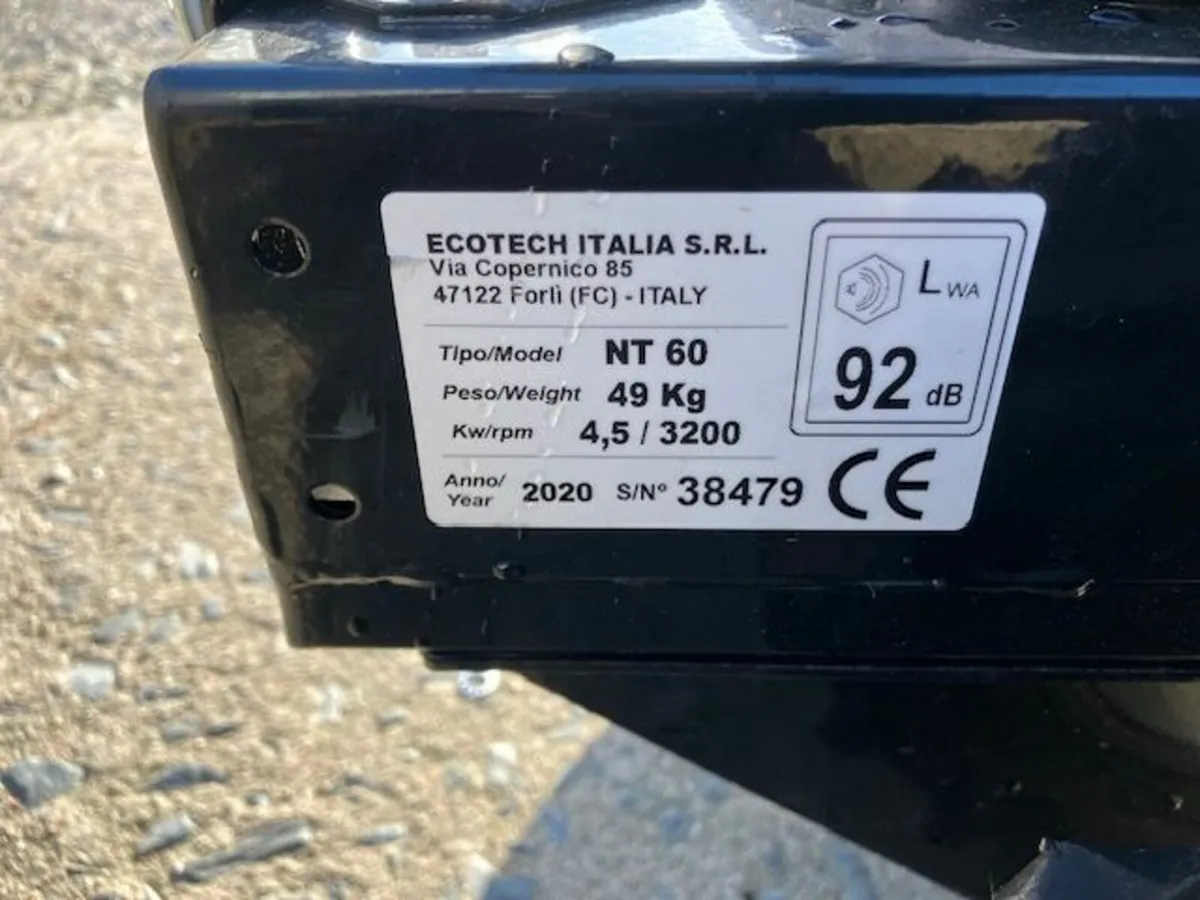 ECOTECH ITALIA S.R.L.
Via Copernico 85
47122 Forlì (FC) - ITALY
Tipo/Model NT 60
Peso/Weight 49 Kg
Kw/rpm 4,5 / 3200
Anno/
Year 2020 S/N° 38479
LWA
92 dB
CE